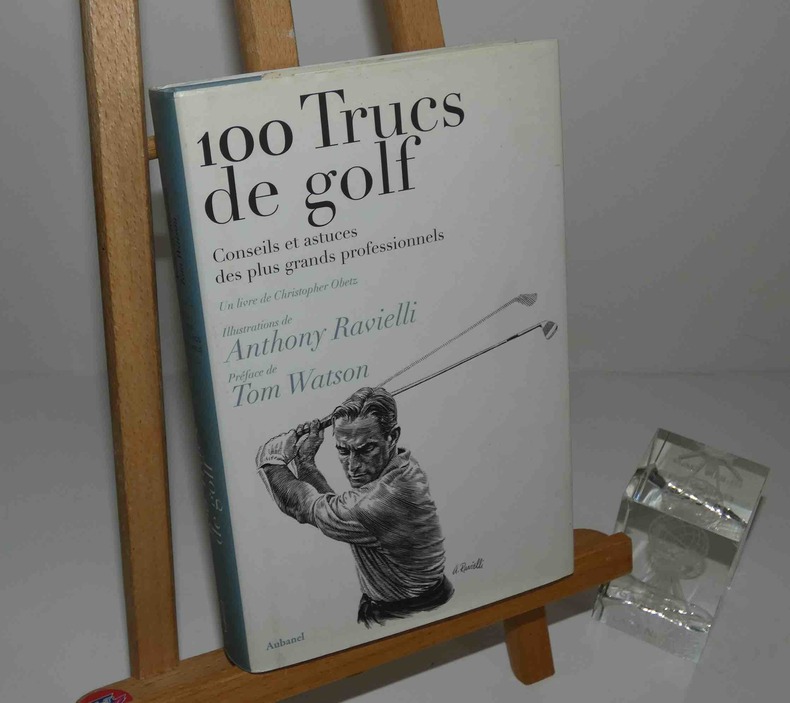 100 Trucs
de golf
Conseils et astuces
des plus grands professionnels
Un livre de Christopher Obetz
Illustrations de
Anthony Ravielli
Préface de
Tom Watson
A. Ravielli
Aubanel
de golf